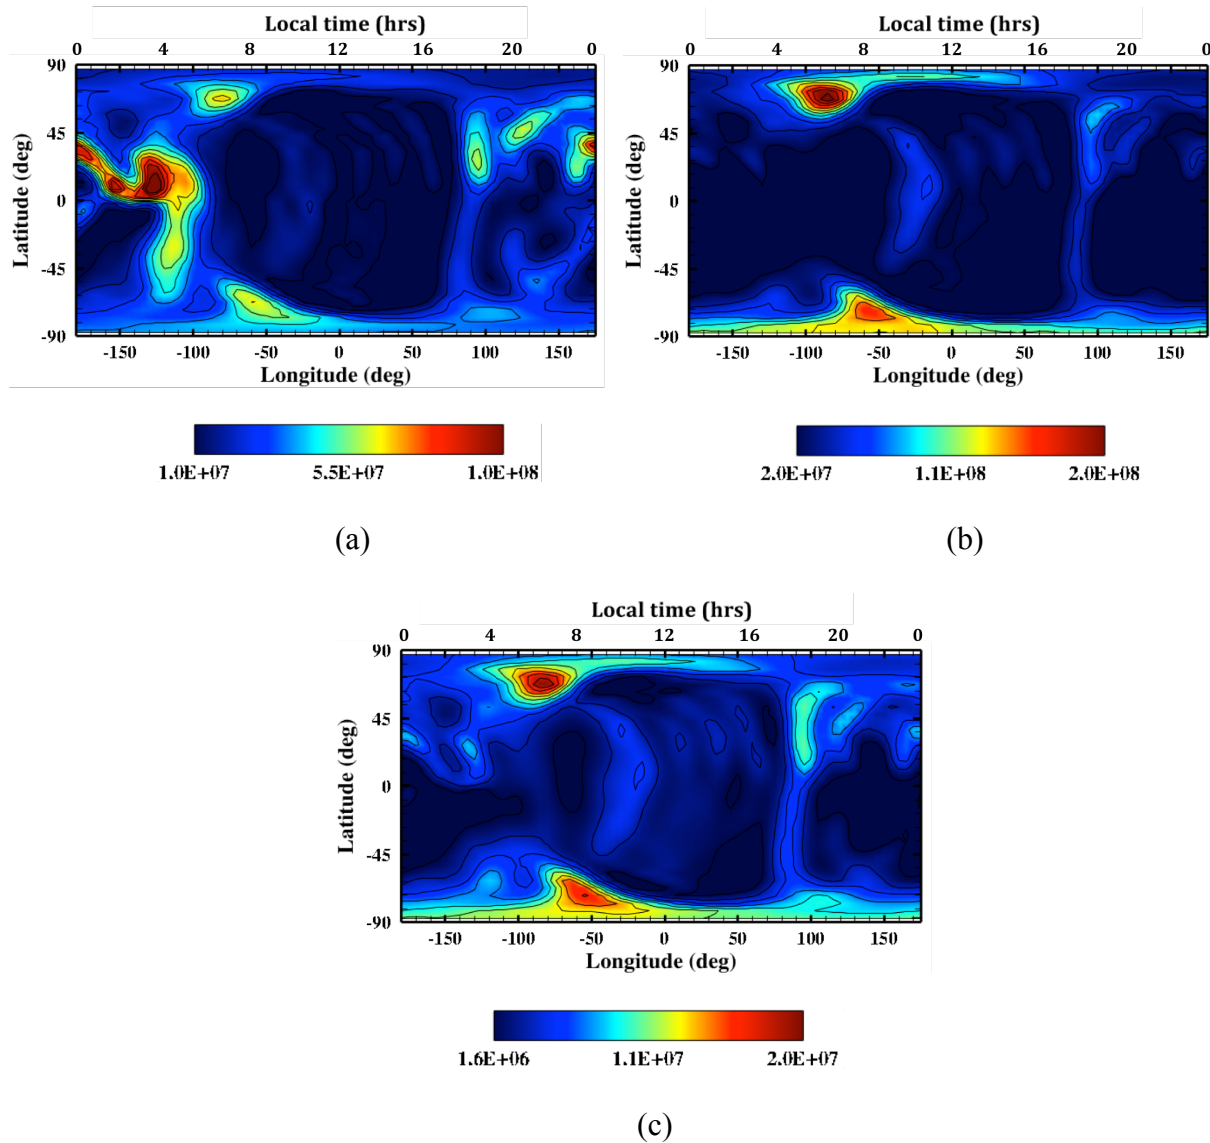 Local time (hrs)
0 4 8 12 16 20 0
90
45
0
-45
-90
Latitude (deg)
-150 -100 -50 0 50 100 150
Longitude (deg)
1.0E+07 5.5E+07 1.0E+08
(a)
Local time (hrs)
0 4 8 12 16 20 0
90
45
0
-45
-90
Latitude (deg)
-150 -100 -50 0 50 100 150
Longitude (deg)
2.0E+07 1.1E+08 2.0E+08
(b)
Local time (hrs)
0 4 8 12 16 20 0
90
45
0
-45
-90
Latitude (deg)
-150 -100 -50 0 50 100 150
Longitude (deg)
1.6E+06 1.1E+07 2.0E+07
(c)